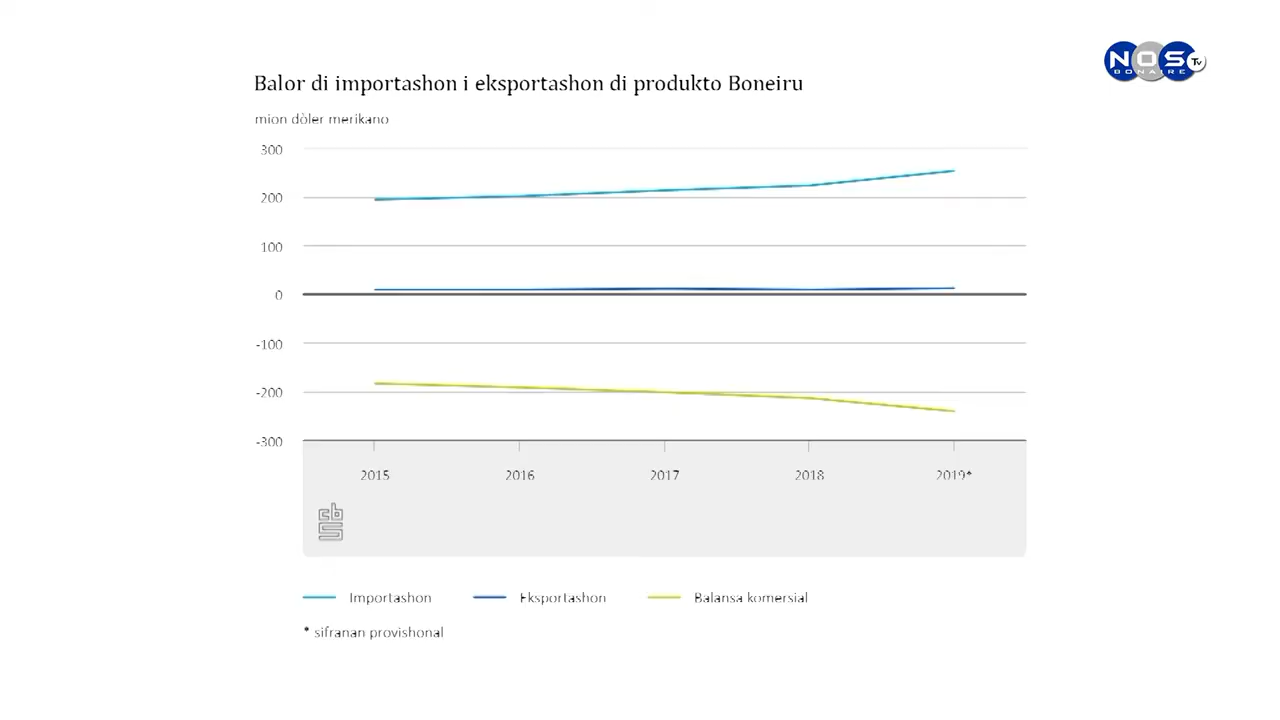 Balor di importashon i eksportashon di produkto Boneiru
NOS TV
BONAIRE
mion dòler merikano
300
200
100
0
-100
-200
-300
2015 2016 2017 2018 2019*
cbs
Importashon Eksportashon Balansa komersial
* sifranan provishonal